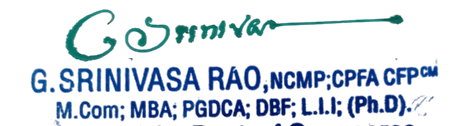 G. Srinivas
G.SRINIVASA RAO,NCMP;CPFA CFPCM
M.Com; MBA; PGDCA; DBF; L.I.I; (Ph.D).